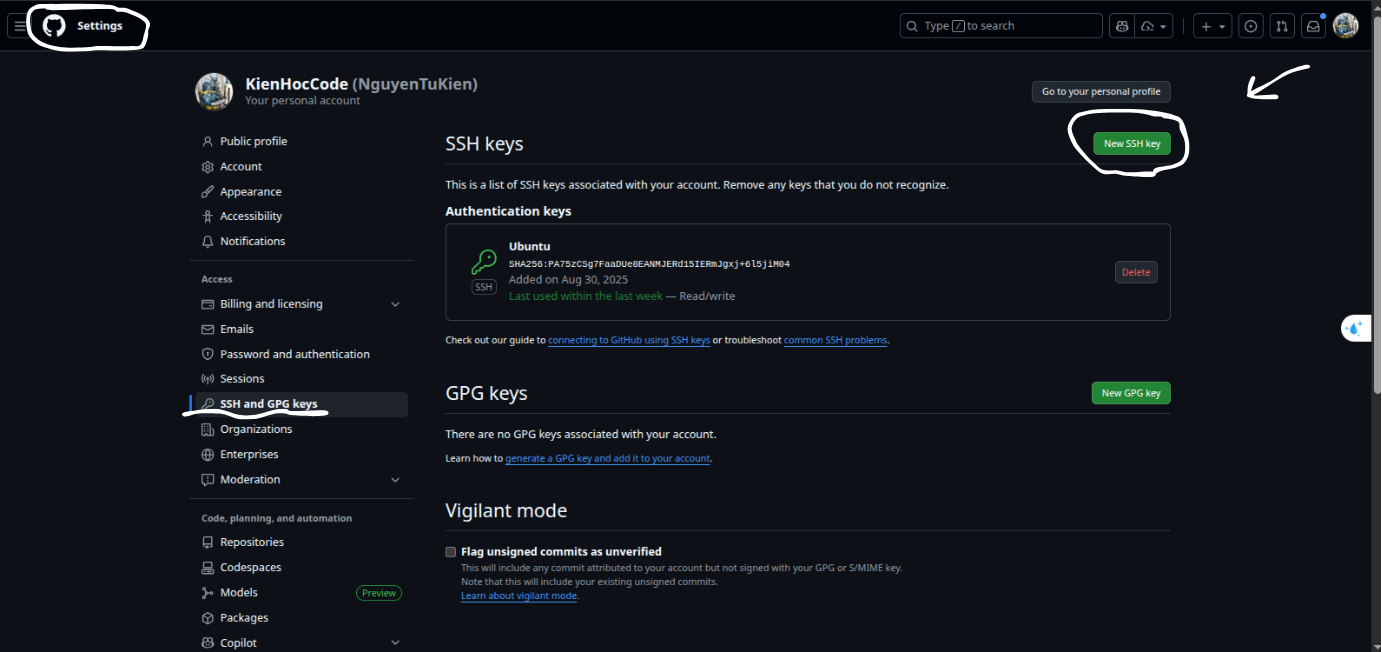 Settings
Type / to search
KienHocCode (NguyenTuKien)
Your personal account
Go to your personal profile
Public profile
Account
Appearance
Accessibility
Notifications
Access
Billing and licensing
Emails
Password and authentication
Sessions
SSH and GPG keys
Organizations
Enterprises
Moderation
Code, planning, and automation
Repositories
Codespaces
Models Preview
Packages
Copilot
SSH keys
New SSH key
This is a list of SSH keys associated with your account. Remove any keys that you do not recognize.
Authentication keys
Ubuntu
SHA256:PA75zCSg7FaaDUe8EANMJERd15IERmJgxj+6l5jiM04
Added on Aug 30, 2025
Last used within the last week — Read/write
SSH
Delete
Check out our guide to connecting to GitHub using SSH keys or troubleshoot common SSH problems.
GPG keys
New GPG key
There are no GPG keys associated with your account.
Learn how to generate a GPG key and add it to your account.
Vigilant mode
Flag unsigned commits as unverified
This will include any commit attributed to your account but not signed with your GPG or S/MIME key.
Note that this will include your existing unsigned commits.
Learn about vigilant mode.